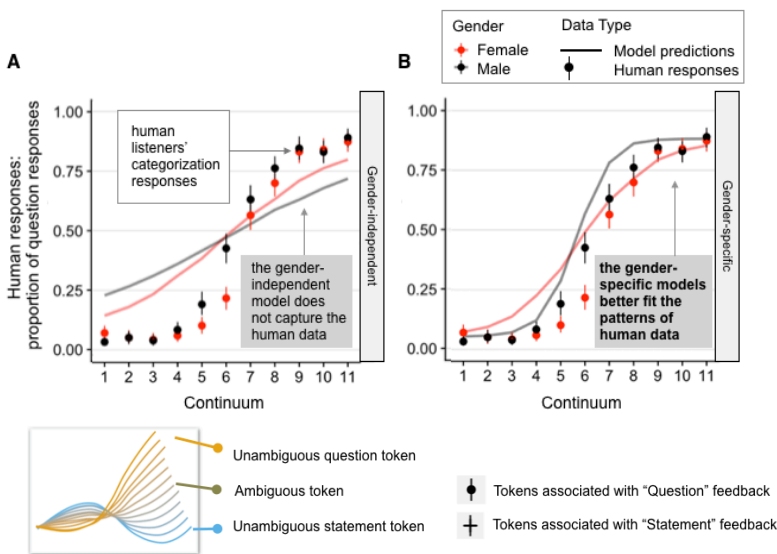 Gender
Data Type
Female
Model predictions
Male
Human responses
A
B
human
listeners'
categorization
responses
1.00
0.75
0.50
0.25
0.00
Human responses:
proportion of question responses
the gender-
independent
model does
not capture the
human data
Gender-independent
1 2 3 4 5 6 7 8 9 10 11
Continuum
1.00
0.75
0.50
0.25
0.00
the gender-
specific models
better fit the
patterns of
human data
Gender-specific
1 2 3 4 5 6 7 8 9 10 11
Continuum
Unambiguous question token
Ambiguous token
Unambiguous statement token
Tokens associated with “Question” feedback
Tokens associated with “Statement” feedback